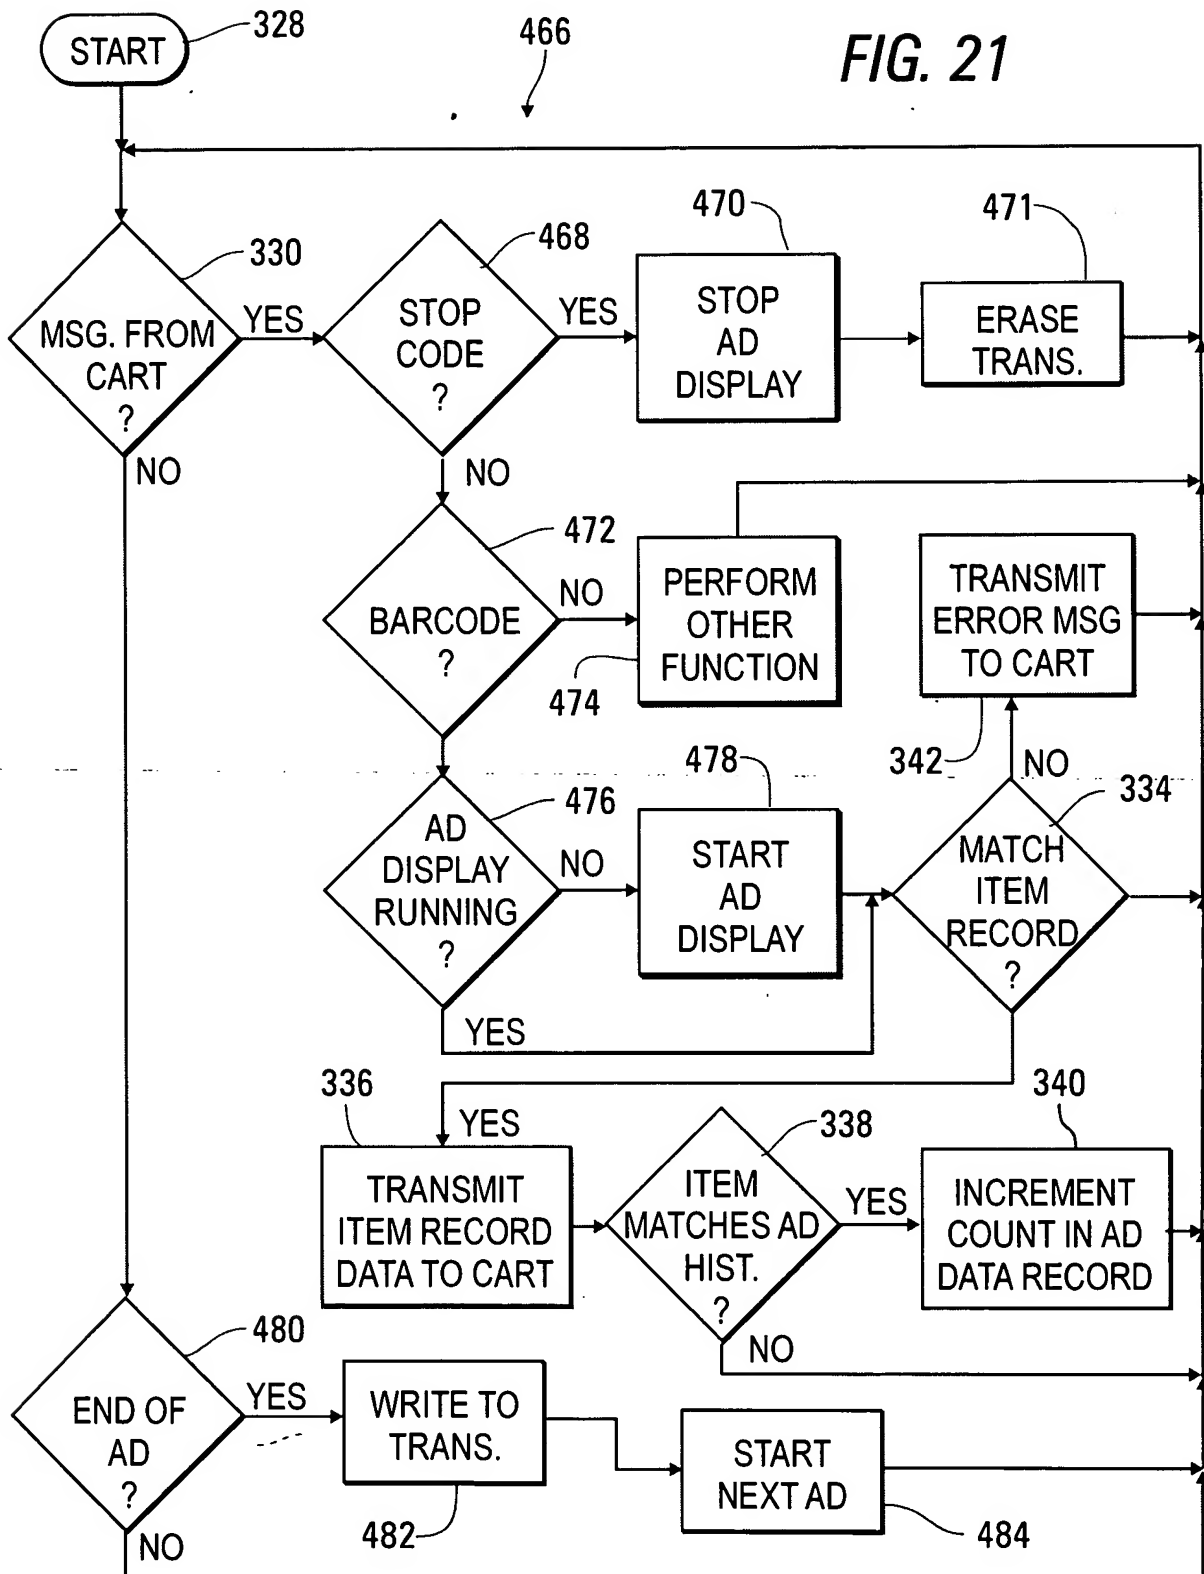 START
328
466
FIG. 21
330
MSG. FROM
CART
?
YES
NO
468
STOP
CODE
?
YES
NO
470
STOP
AD
DISPLAY
471
ERASE
TRANS.
472
BARCODE
?
NO
PERFORM
OTHER
FUNCTION
474
TRANSMIT
ERROR MSG
TO CART
342
NO
476
AD
DISPLAY
RUNNING
?
NO
YES
478
START
AD
DISPLAY
334
MATCH
ITEM
RECORD
?
YES
336
TRANSMIT
ITEM RECORD
DATA TO CART
338
ITEM
MATCHES AD
HIST.
?
YES
NO
340
INCREMENT
COUNT IN AD
DATA RECORD
480
END OF
AD
?
YES
NO
WRITE TO
TRANS.
482
START
NEXT AD
484